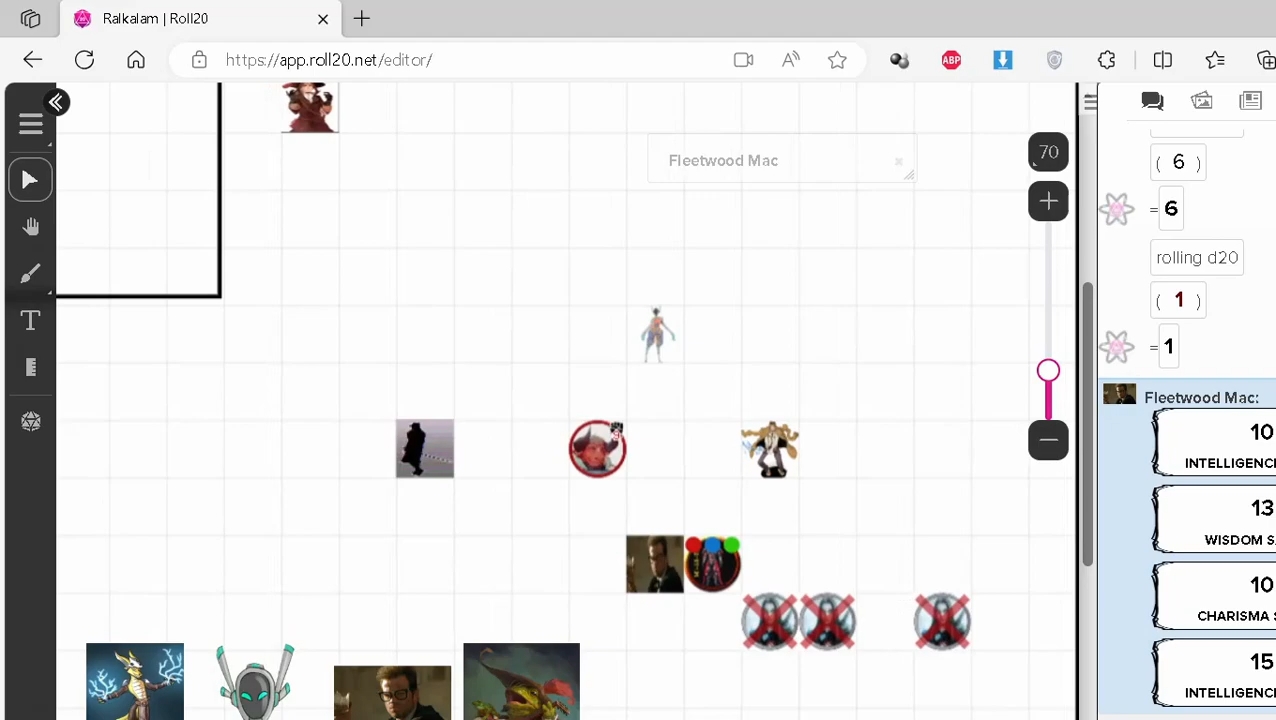 Ralkalam | Roll20
https://app.roll20.net/editor/
ABP
Fleetwood Mac
70
( 6 )
= 6
rolling d20
( 1 )
= 1
Fleetwood Mac:
10
INTELLIGENC
13
WISDOM S
10
CHARISMA S
15
INTELLIGENC